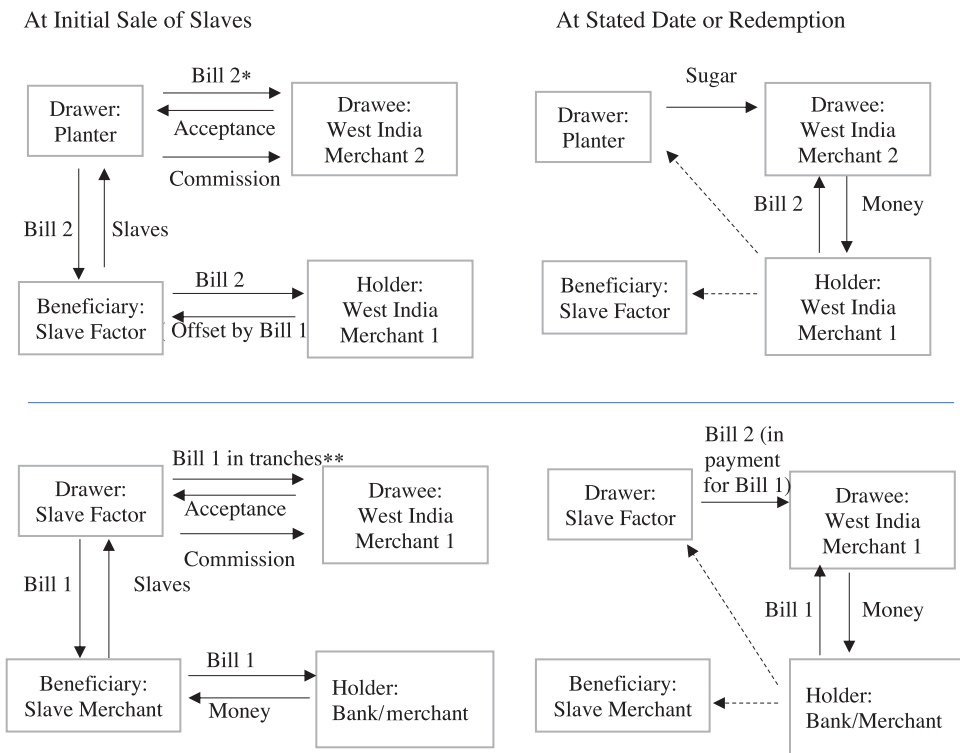 At Initial Sale of Slaves
At Stated Date or Redemption
Drawer:
Planter
Bill 2*
Acceptance
Commission
Drawee:
West India
Merchant 2
Bill 2
Slaves
Beneficiary:
Slave Factor
Bill 2
Offset by Bill 1
Holder:
West India
Merchant 1
Drawer:
Planter
Sugar
Drawee:
West India
Merchant 2
Bill 2
Money
Beneficiary:
Slave Factor
Holder:
West India
Merchant 1
Drawer:
Slave Factor
Bill 1 in tranches**
Acceptance
Commission
Drawee:
West India
Merchant 1
Bill 1
Slaves
Beneficiary:
Slave Merchant
Bill 1
Money
Holder:
Bank/merchant
Drawer:
Slave Factor
Bill 2 (in
payment
for Bill 1)
Drawee:
West India
Merchant 1
Bill 1
Money
Beneficiary:
Slave Merchant
Holder:
Bank/Merchant